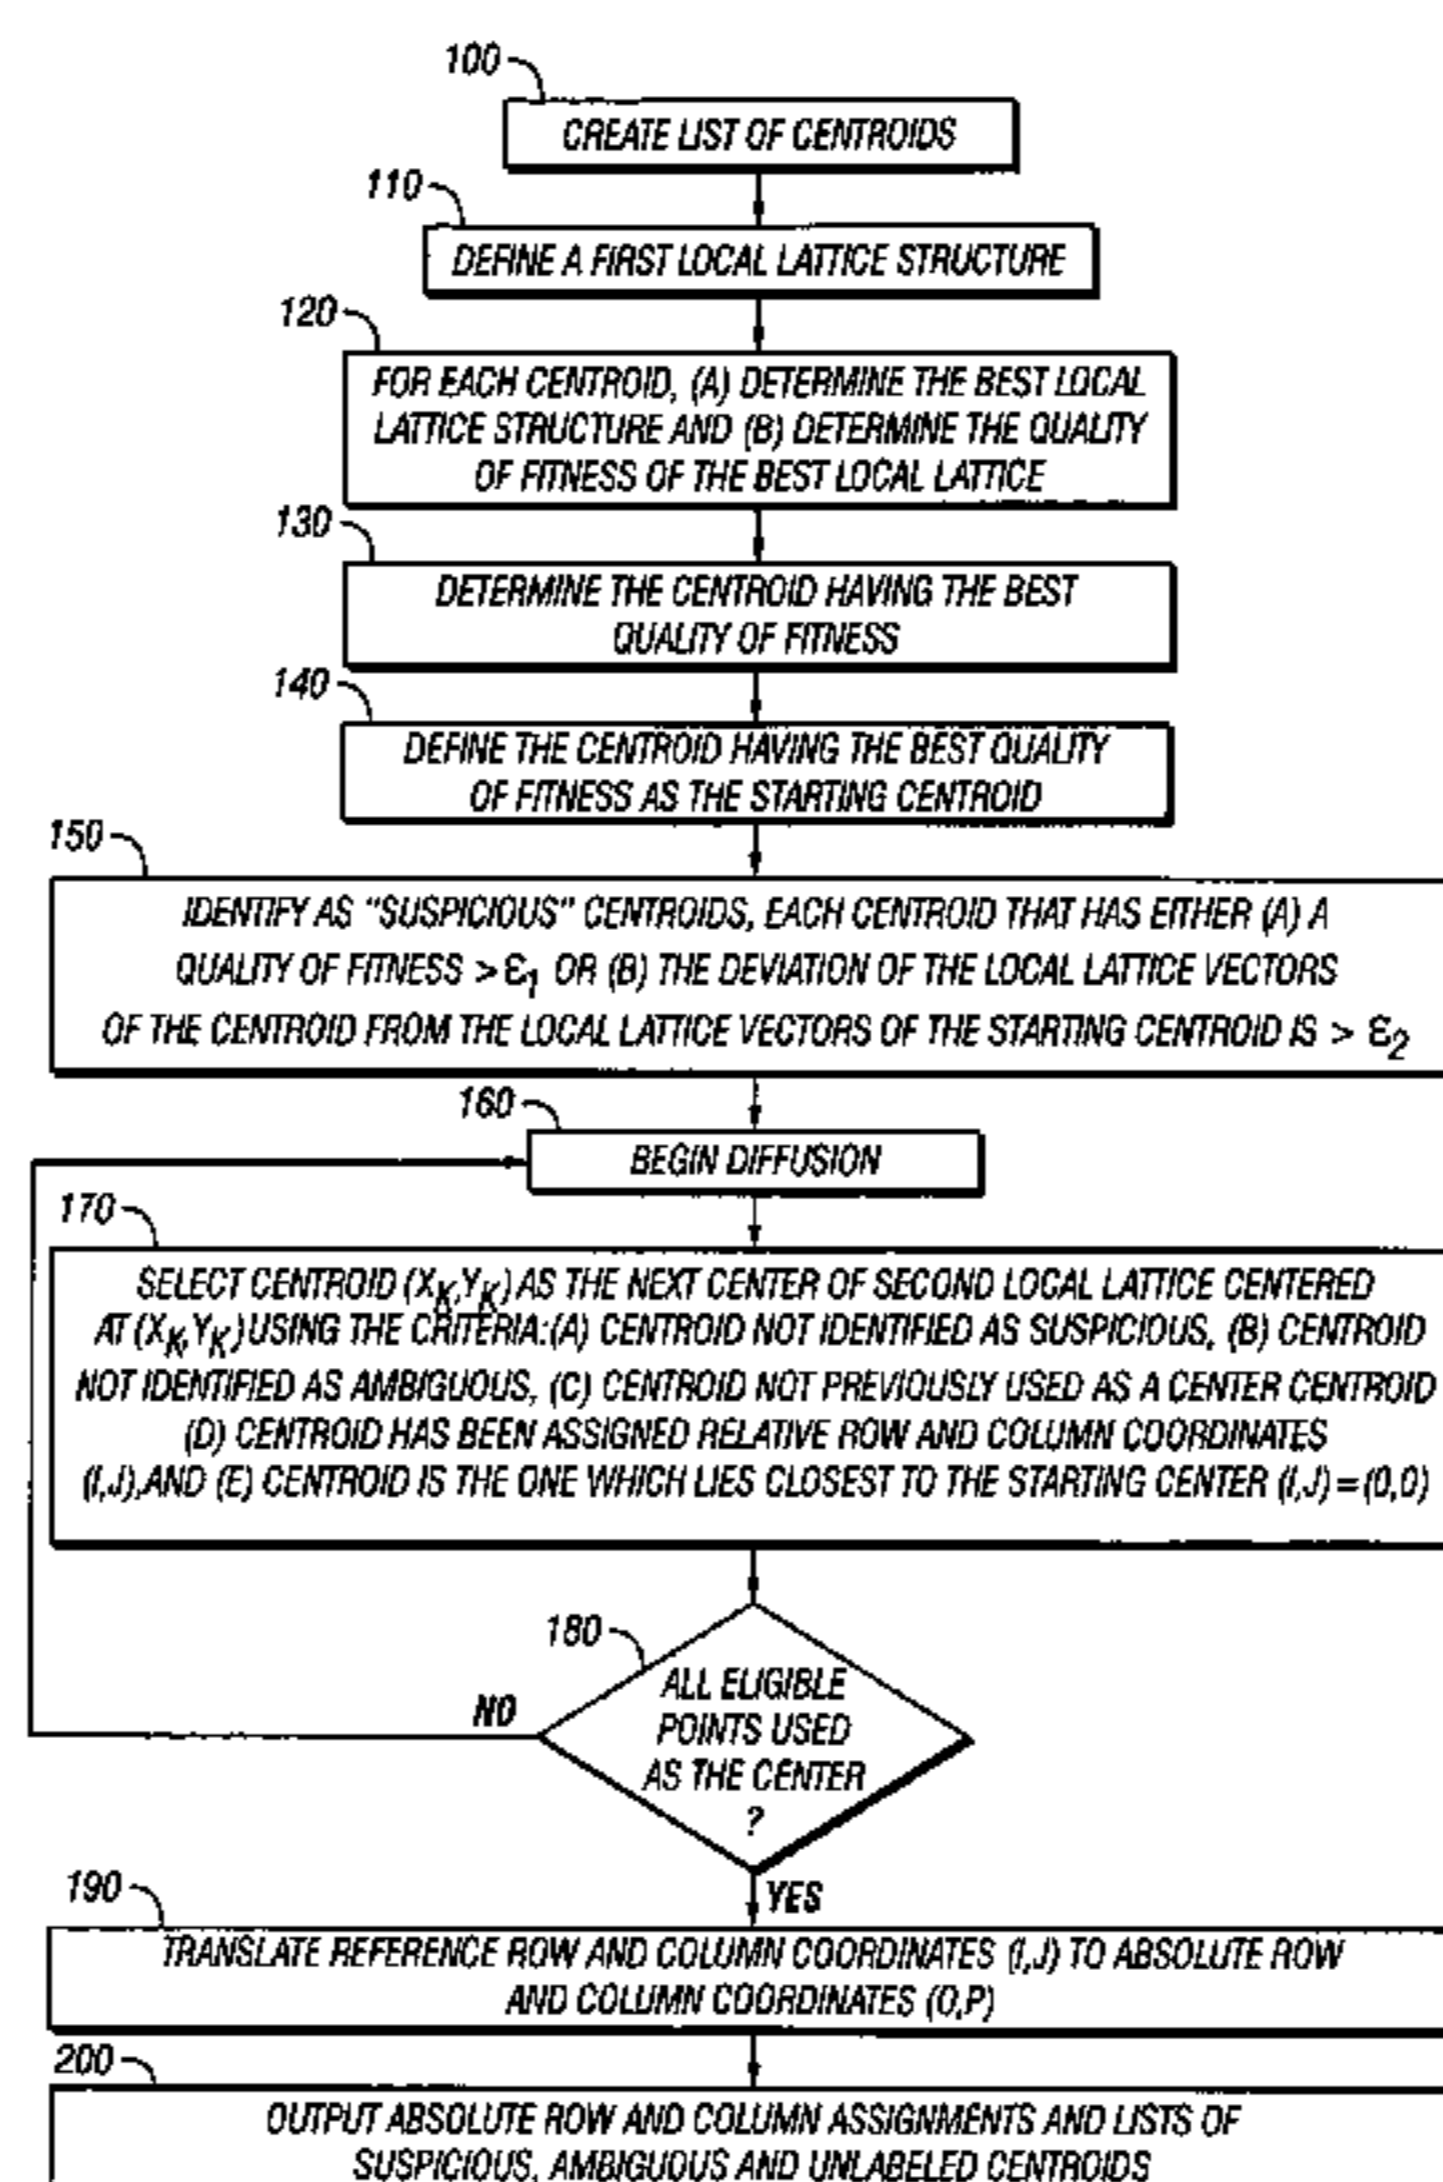 100
CREATE LIST OF CENTROIDS
110
DEFINE A FIRST LOCAL LATTICE STRUCTURE
120
FOR EACH CENTROID, (A) DETERMINE THE BEST LOCAL
LATTICE STRUCTURE AND (B) DETERMINE THE QUALITY
OF FITNESS OF THE BEST LOCAL LATTICE
130
DETERMINE THE CENTROID HAVING THE BEST
QUALITY OF FITNESS
140
DEFINE THE CENTROID HAVING THE BEST QUALITY
OF FITNESS AS THE STARTING CENTROID
150
IDENTIFY AS "SUSPICIOUS" CENTROIDS, EACH CENTROID THAT HAS EITHER (A) A
QUALITY OF FITNESS > ε1 OR (B) THE DEVIATION OF THE LOCAL LATTICE VECTORS
OF THE CENTROID FROM THE LOCAL LATTICE VECTORS OF THE STARTING CENTROID IS > ε2
160
BEGIN DIFFUSION
170
SELECT CENTROID (XK,YK) AS THE NEXT CENTER OF SECOND LOCAL LATTICE CENTERED
AT (XK,YK) USING THE CRITERIA:(A) CENTROID NOT IDENTIFIED AS SUSPICIOUS, (B) CENTROID
NOT IDENTIFIED AS AMBIGUOUS, (C) CENTROID NOT PREVIOUSLY USED AS A CENTER CENTROID
(D) CENTROID HAS BEEN ASSIGNED RELATIVE ROW AND COLUMN COORDINATES
(I,J),AND (E) CENTROID IS THE ONE WHICH LIES CLOSEST TO THE STARTING CENTER (I,J)=(0,0)
180
ALL ELIGIBLE
POINTS USED
AS THE CENTER
?
NO
YES
190
TRANSLATE REFERENCE ROW AND COLUMN COORDINATES (I,J) TO ABSOLUTE ROW
AND COLUMN COORDINATES (O,P)
200
OUTPUT ABSOLUTE ROW AND COLUMN ASSIGNMENTS AND LISTS OF
SUSPICIOUS, AMBIGUOUS AND UNLABELED CENTROIDS